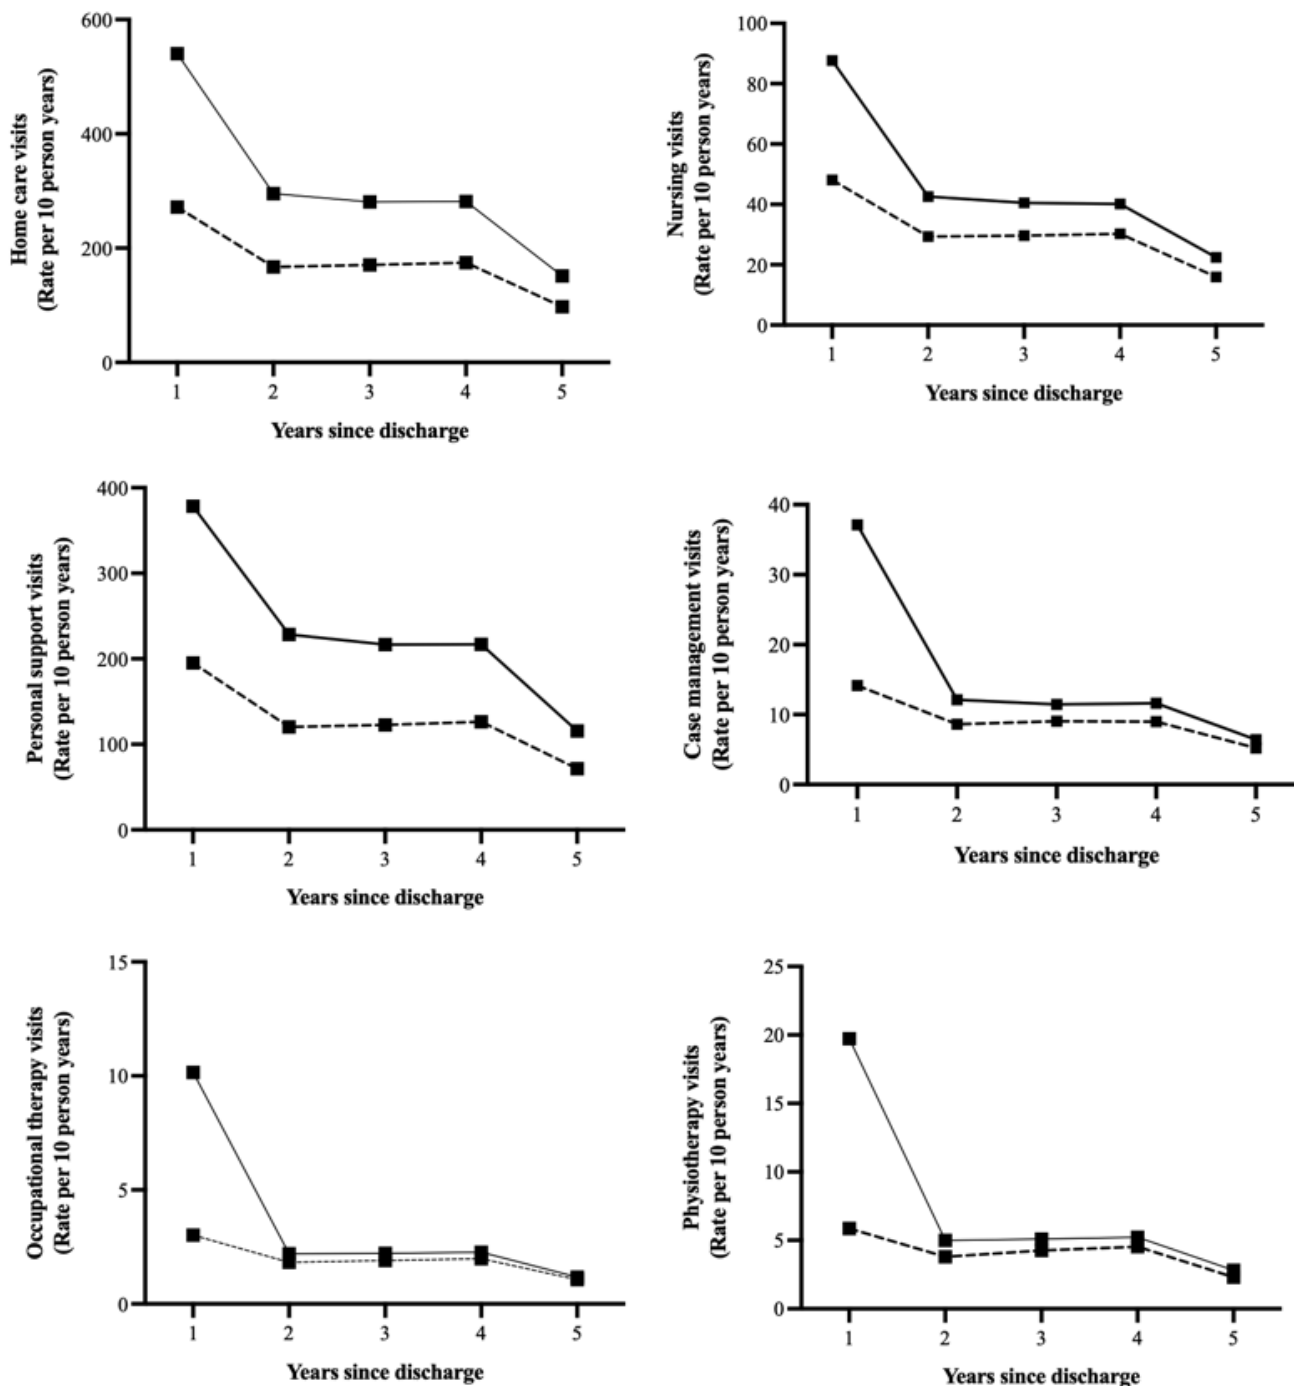 Home care visits
(Rate per 10 person years)
600
400
200
0
1 2 3 4 5
Years since discharge
Nursing visits
(Rate per 10 person years)
100
80
60
40
20
0
1 2 3 4 5
Years since discharge
Personal support visits
(Rate per 10 person years)
400
300
200
100
0
1 2 3 4 5
Years since discharge
Case management visits
(Rate per 10 person years)
40
30
20
10
0
1 2 3 4 5
Years since discharge
Occupational therapy visits
(Rate per 10 person years)
15
10
5
0
1 2 3 4 5
Years since discharge
Physiotherapy visits
(Rate per 10 person years)
25
20
15
10
5
0
1 2 3 4 5
Years since discharge